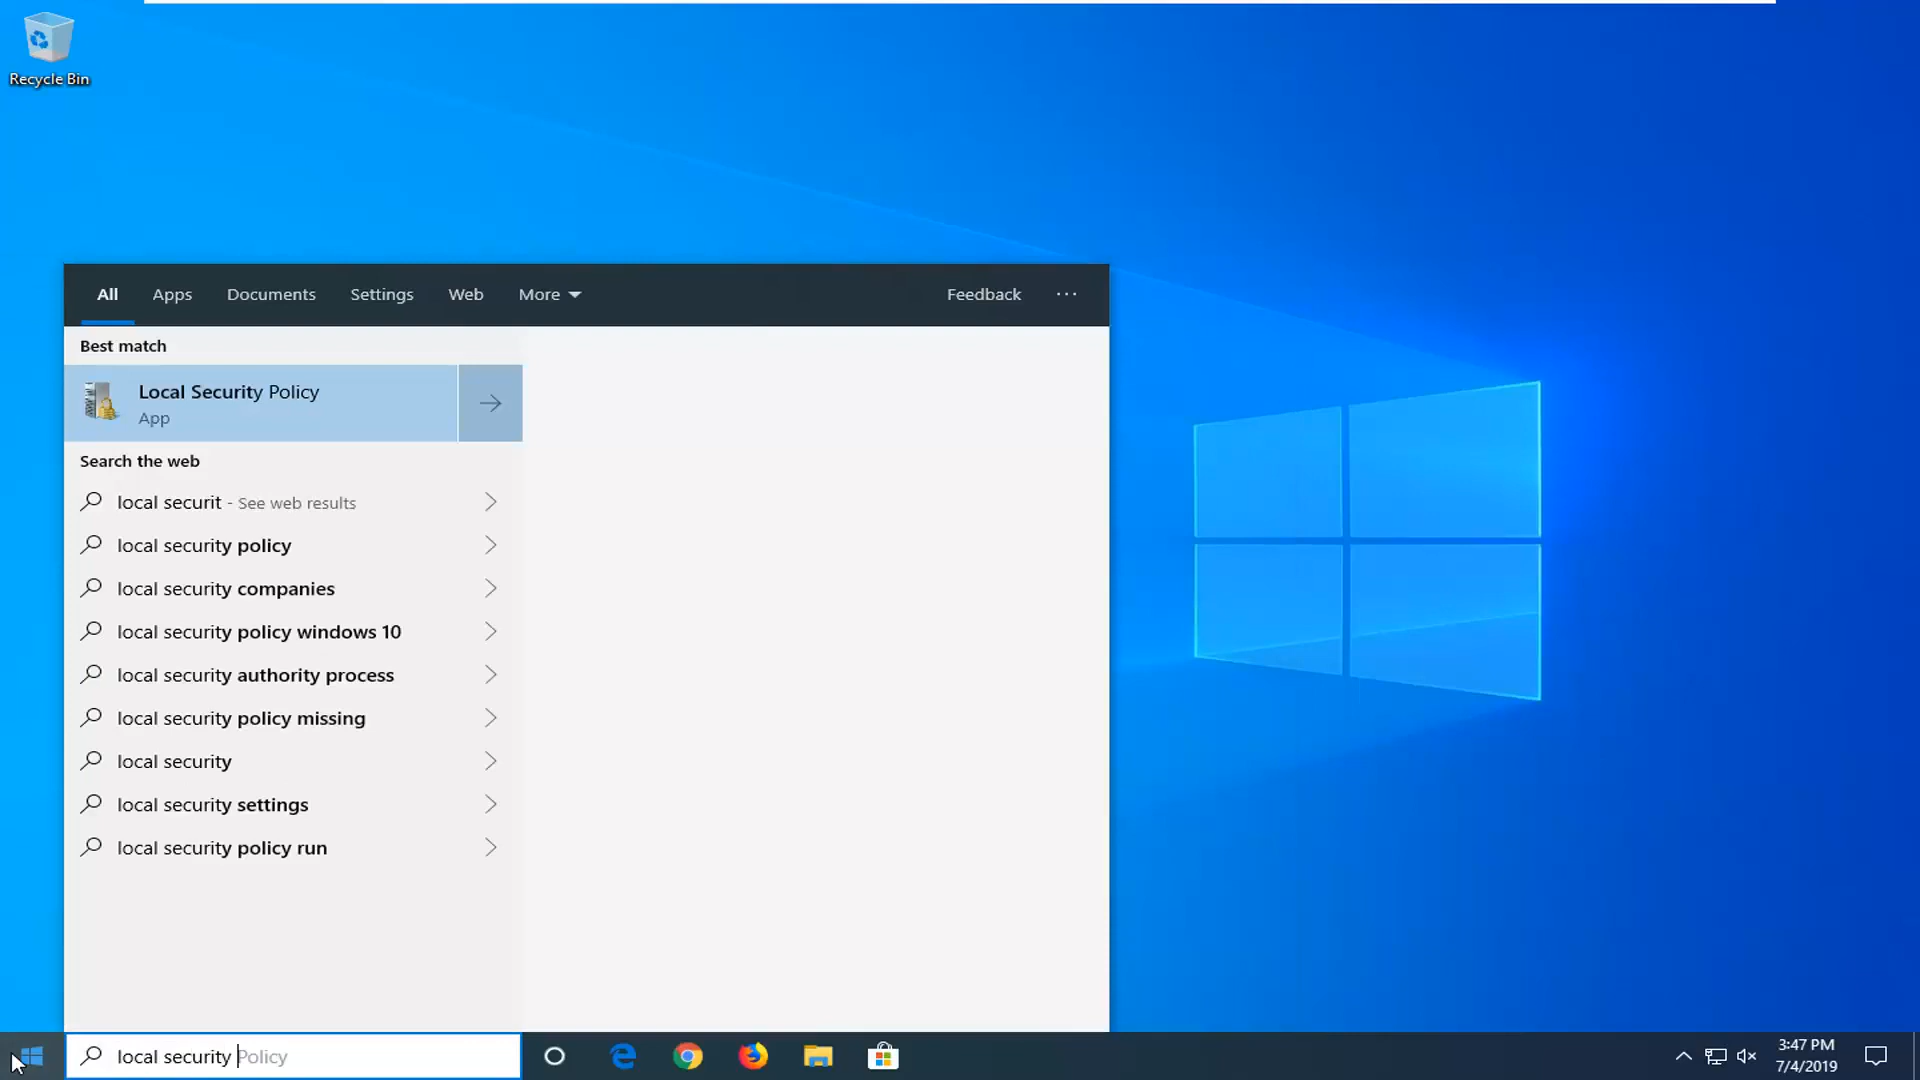 Recycle Bin
All Apps Documents Settings Web More Feedback ...
Best match
Local Security Policy
App
Search the web
local securit - See web results
local security policy
local security companies
local security policy windows 10
local security authority process
local security policy missing
local security
local security settings
local security policy run
local security Policy
3:47 PM
7/4/2019